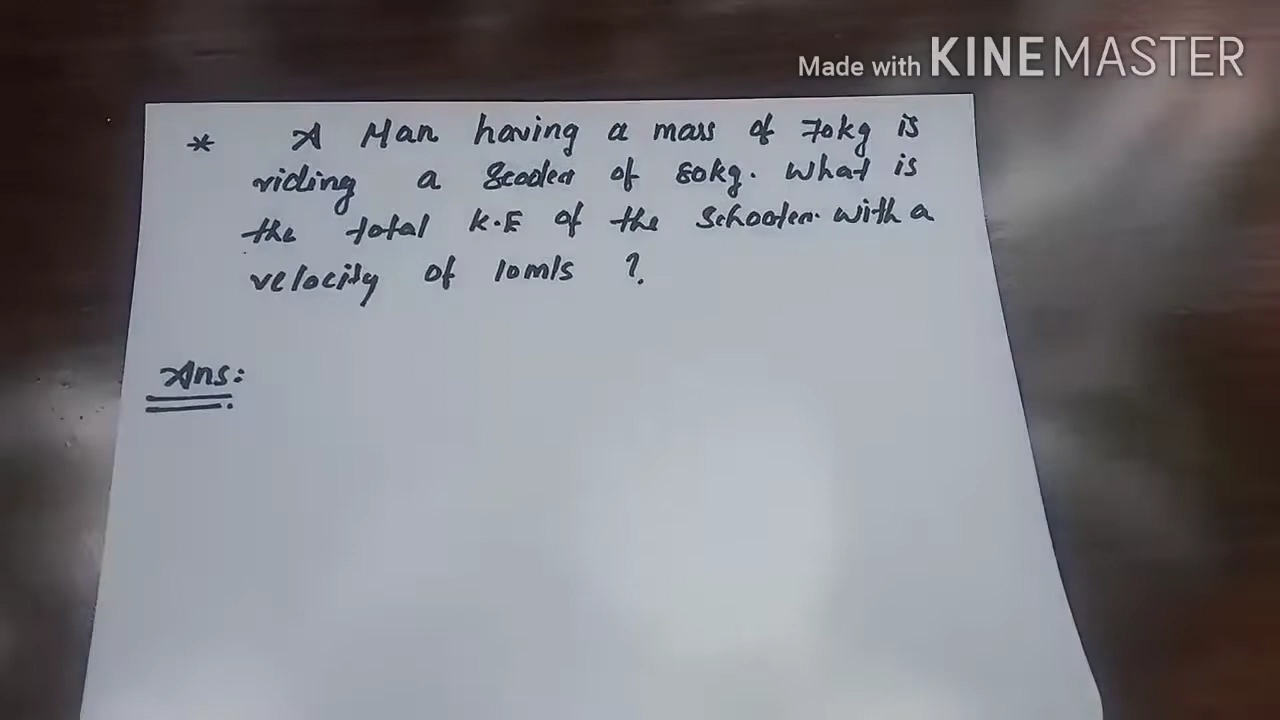 Made with KINEMASTER
* A Man having a mass of 70kg is
riding a Scooter of 80kg. What is
the total K.E of the Schooter with a
velocity of 10m/s ?
Ans: